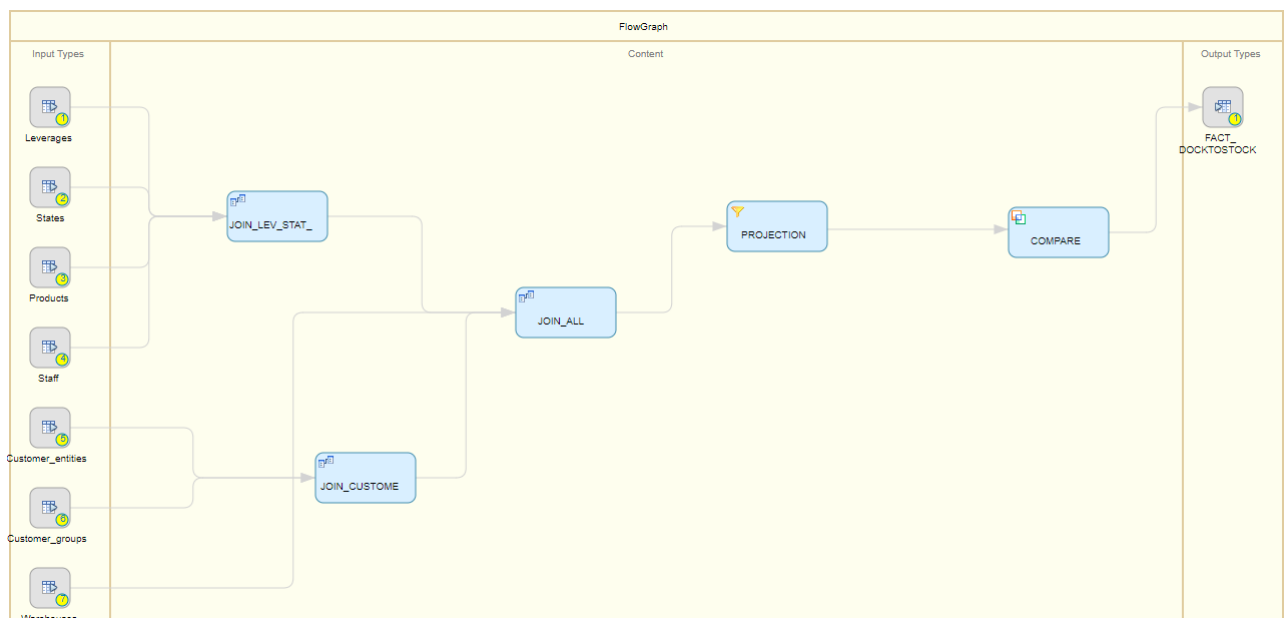 FlowGraph
Input Types
Content
Output Types
1
Leverages
2
States
3
Products
4
Staff
5
Customer_entities
6
Customer_groups
7
Warehouses
JOIN_LEV_STAT_
JOIN_CUSTOME
JOIN_ALL
PROJECTION
COMPARE
1
FACT_
DOCKTOSTOCK